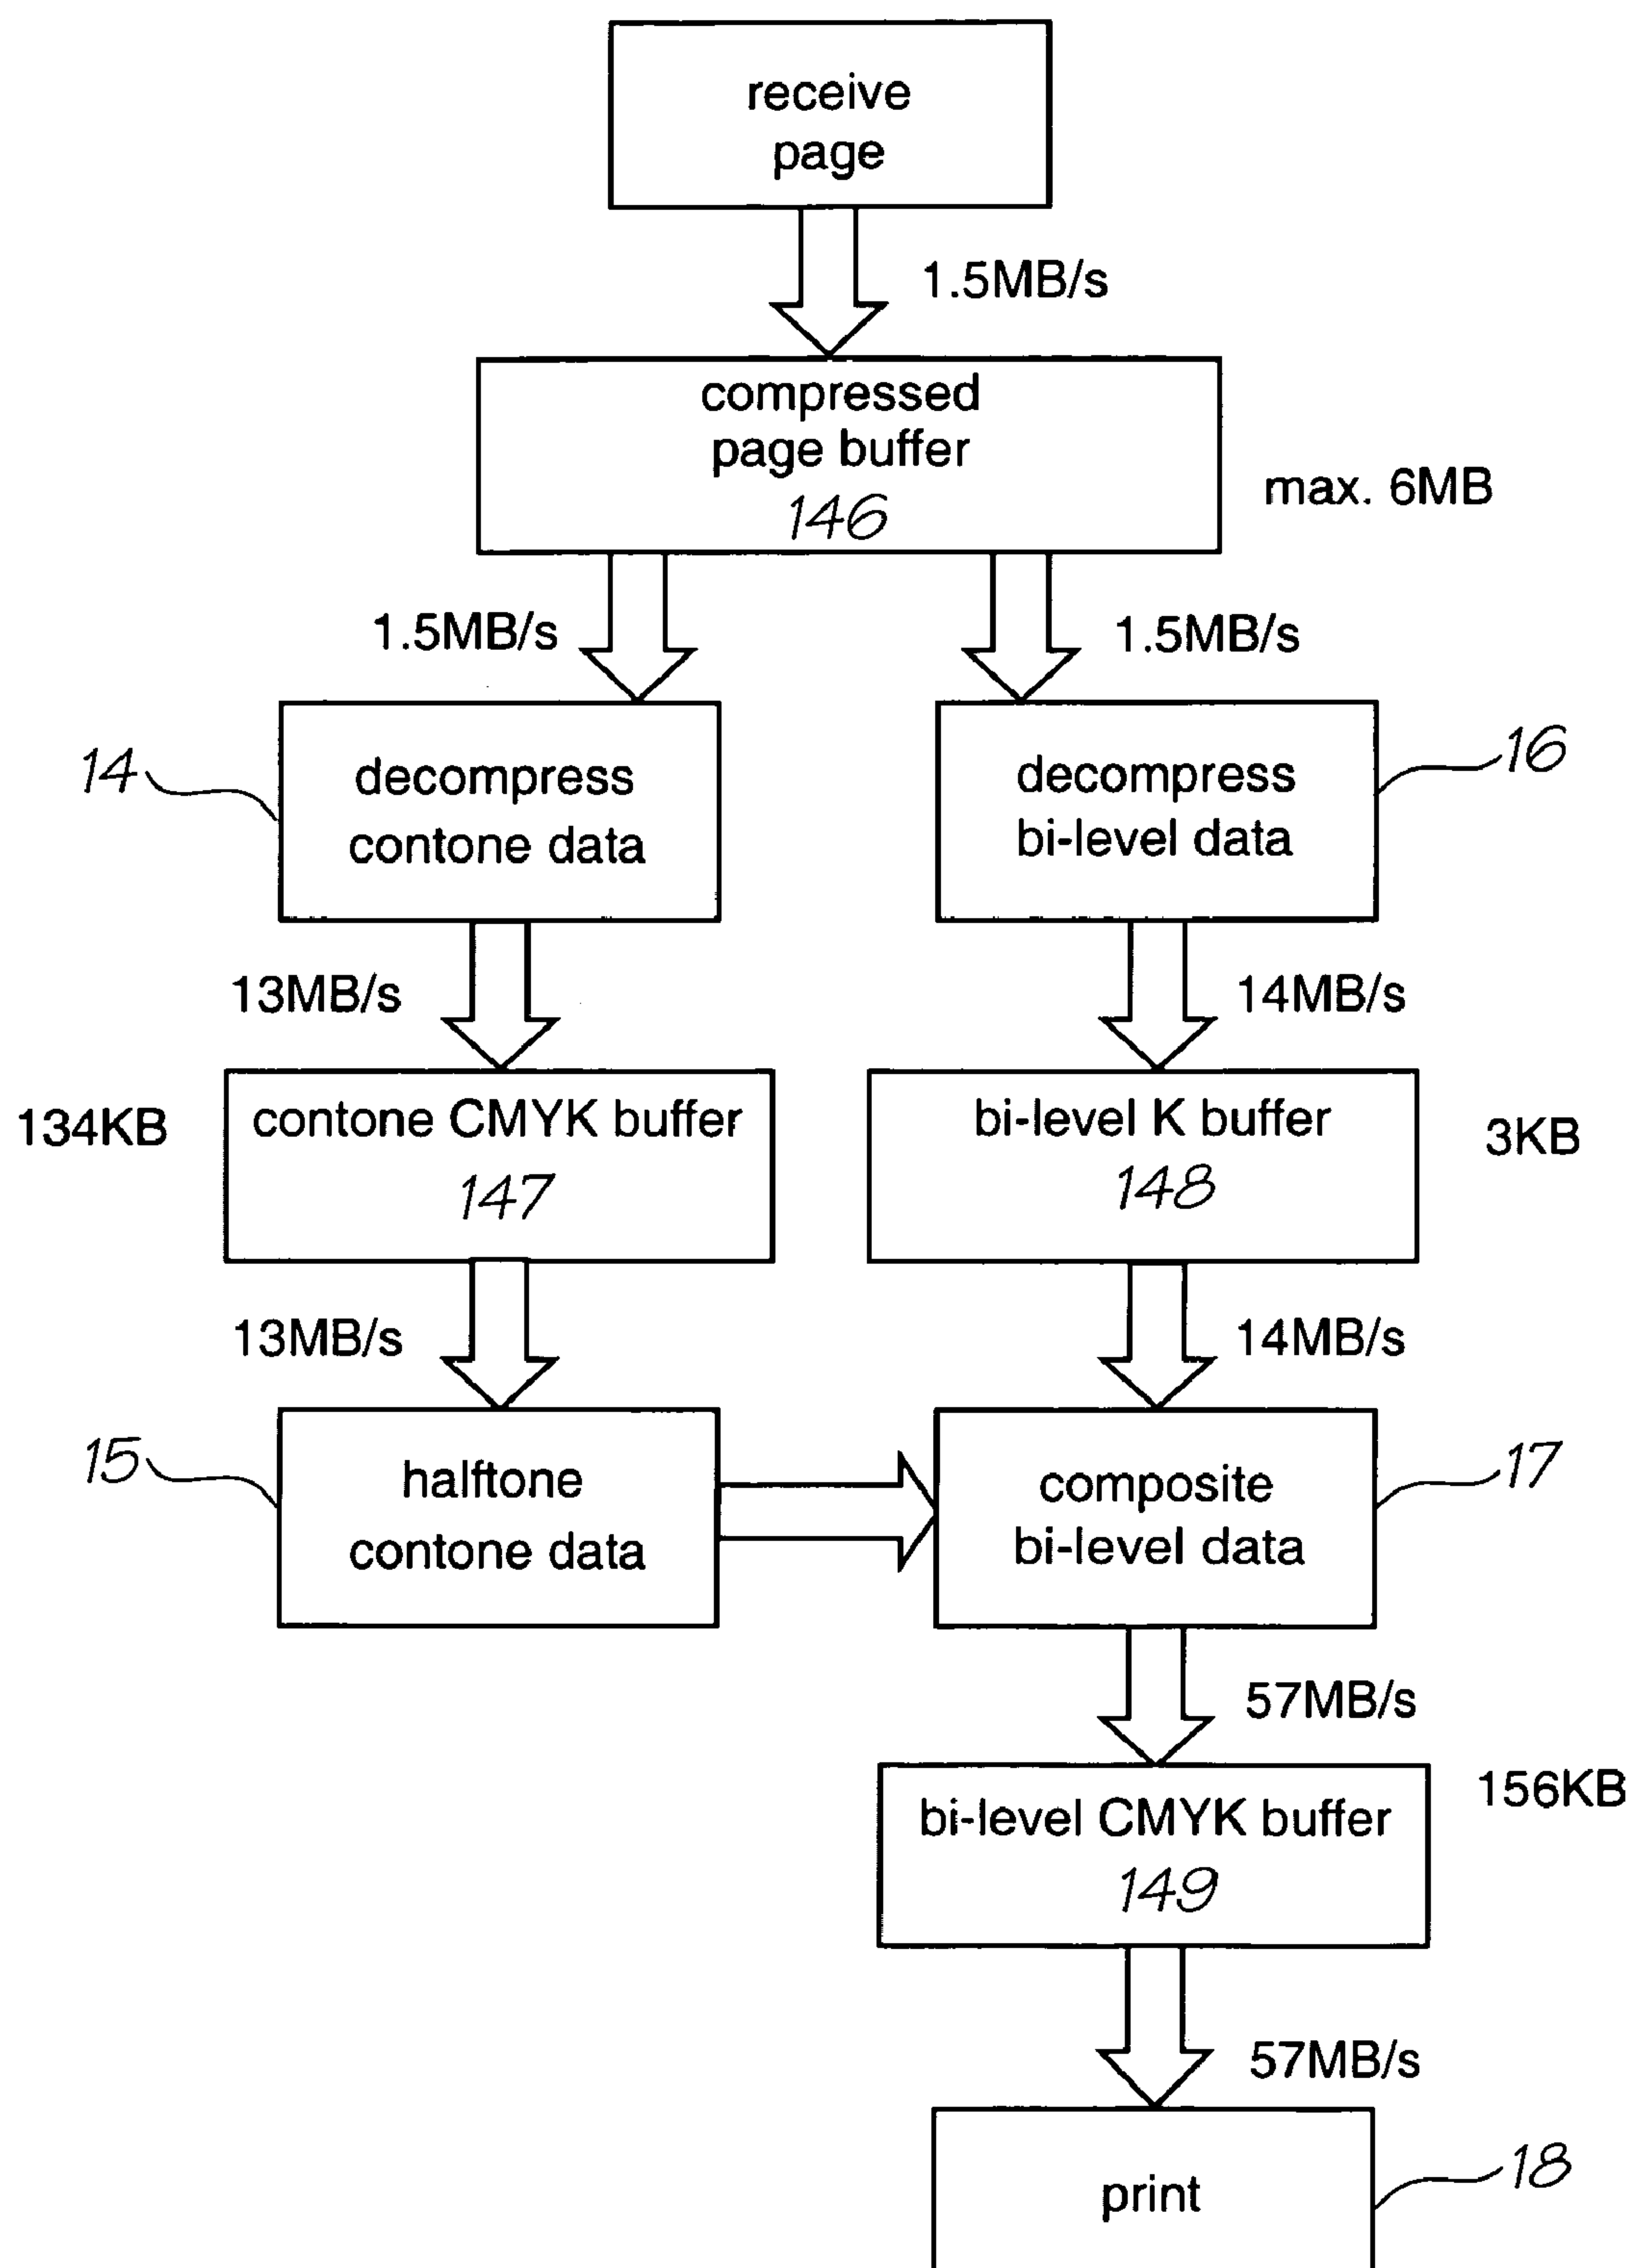 receive
page
1.5MB/s
compressed
page buffer
146
max. 6MB
1.5MB/s
1.5MB/s
14
decompress
contone data
decompress
bi-level data
16
13MB/s
14MB/s
134KB
contone CMYK buffer
147
bi-level K buffer
148
3KB
13MB/s
14MB/s
15
halftone
contone data
composite
bi-level data
17
57MB/s
bi-level CMYK buffer
149
156KB
57MB/s
print
18